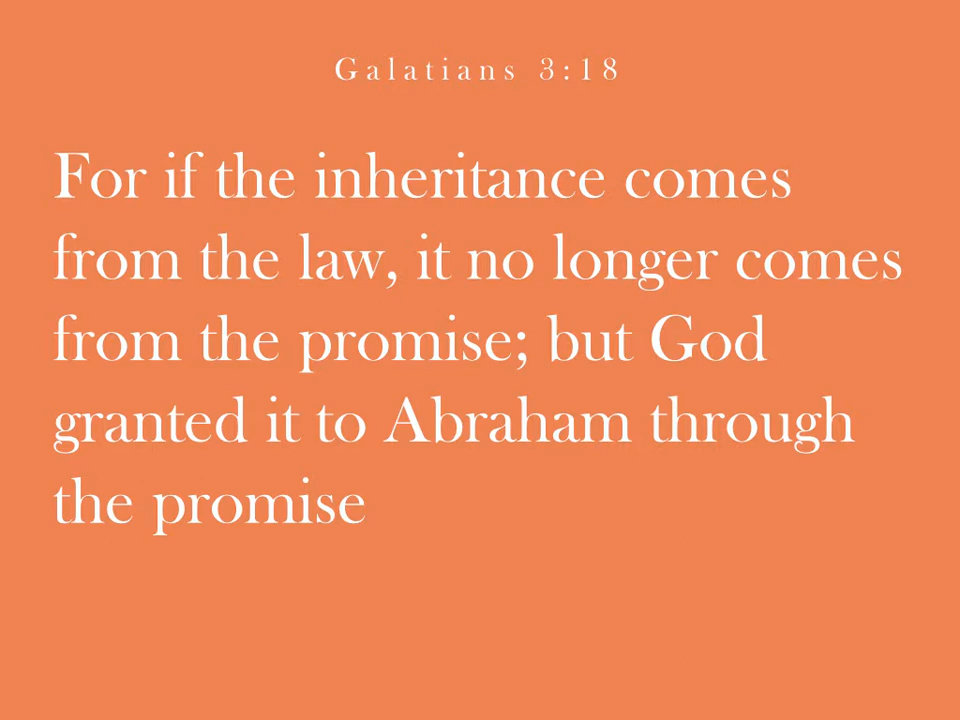 Galatians 3:18
For if the inheritance comes
from the law, it no longer comes
from the promise; but God
granted it to Abraham through
the promise